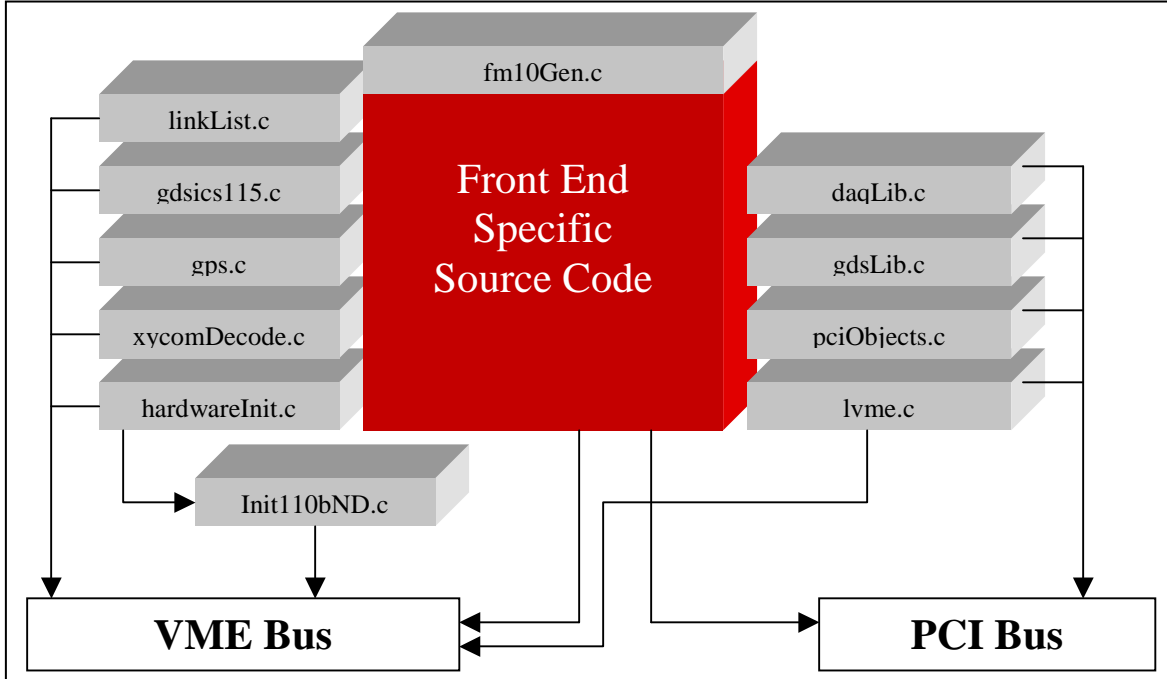 fm10Gen.c
linkList.c
gdsics115.c
gps.c
xycomDecode.c
hardwareInit.c
Init110bND.c
Front End
Specific
Source Code
daqLib.c
gdsLib.c
pciObjects.c
lvme.c
VME Bus
PCI Bus